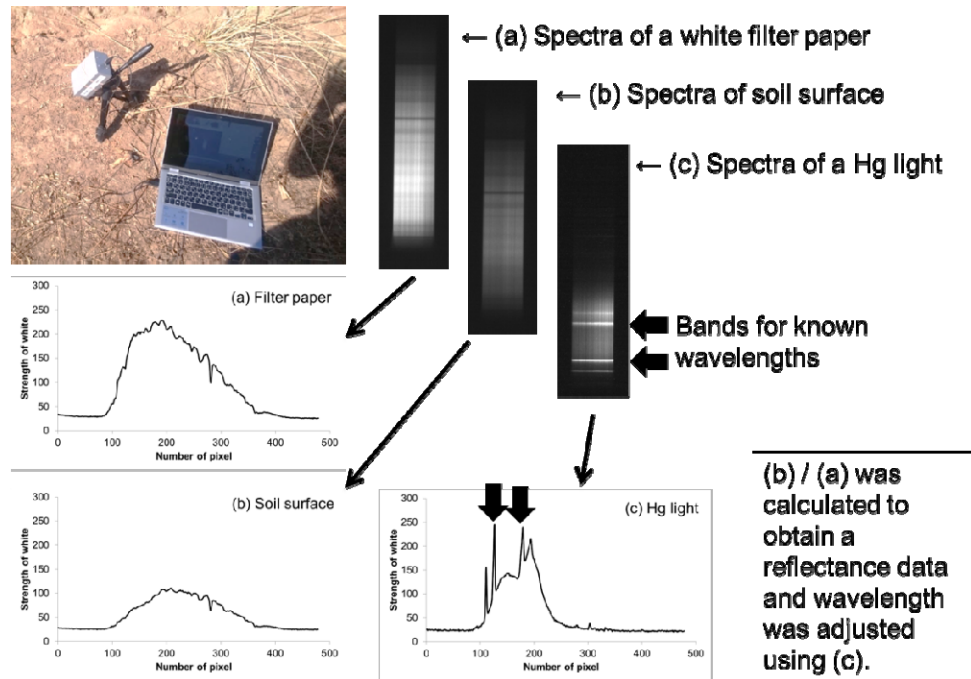 ← (a) Spectra of a white filter paper
← (b) Spectra of soil surface
← (c) Spectra of a Hg light
Bands for known
wavelengths
(a) Filter paper
Strength of white
300
250
200
150
100
50
0
0 100 200 300 400 500
Number of pixel
(b) Soil surface
Strength of white
300
250
200
150
100
50
0
0 100 200 300 400 500
Number of pixel
(c) Hg light
Strength of white
300
250
200
150
100
50
0
0 100 200 300 400 500
Number of pixel
(b) / (a) was
calculated to
obtain a
reflectance data
and wavelength
was adjusted
using (c).